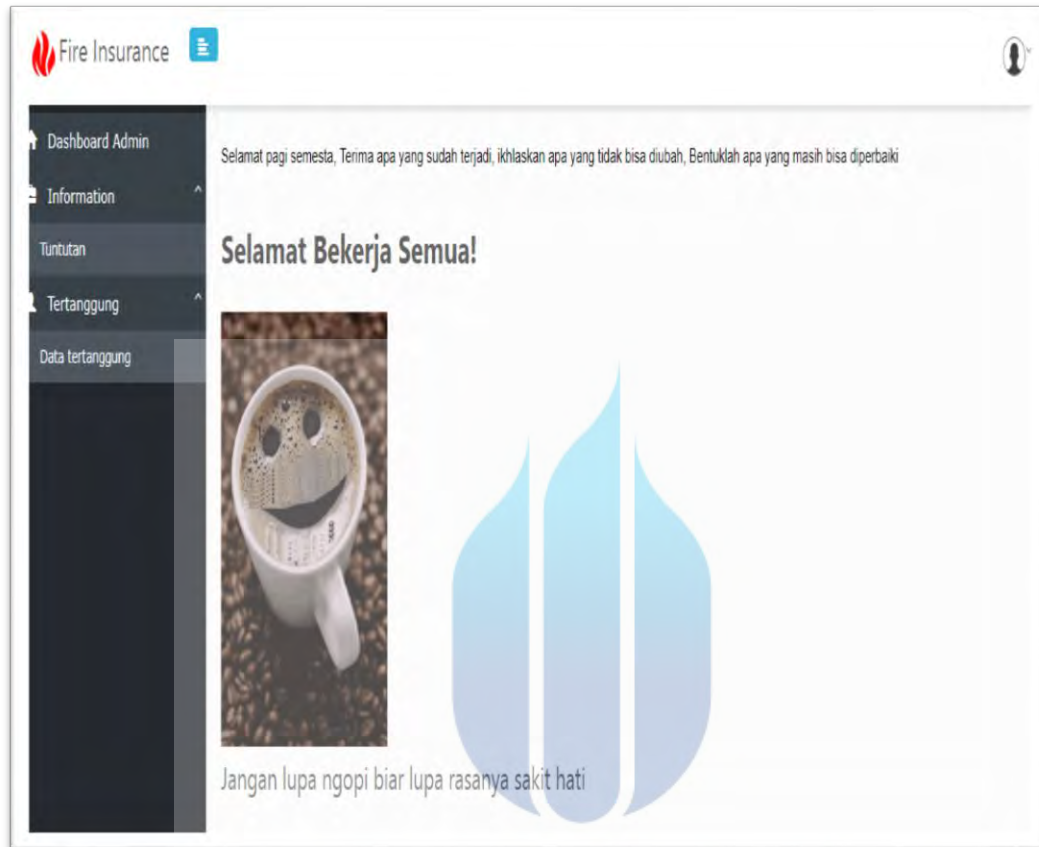 Fire Insurance
Dashboard Admin
Information
Tuntutan
Tertanggung
Data tertanggung
Selamat pagi semesta, Terima apa yang sudah terjadi, ikhlaskan apa yang tidak bisa diubah, Bentuklah apa yang masih bisa diperbaiki
Selamat Bekerja Semua!
Jangan lupa ngopi biar lupa rasanya sakit hati